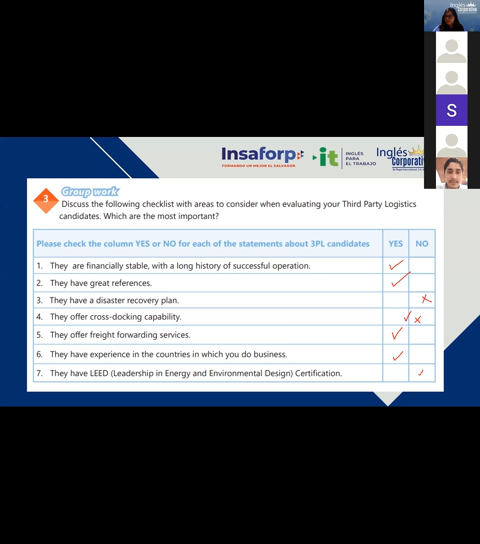 Inglés
Corporativo
S
Insaforp
FORMANDO UN MEJOR EL SALVADOR
it
INGLÉS
PARA
EL TRABAJO
Inglés
Corporativo
3
Group work
Discuss the following checklist with areas to consider when evaluating your Third Party Logistics
candidates. Which are the most important?
Please check the column YES or NO for each of the statements about 3PL candidates YES NO
1. They are financially stable, with a long history of successful operation.
2. They have great references.
3. They have a disaster recovery plan.
4. They offer cross-docking capability.
5. They offer freight forwarding services.
6. They have experience in the countries in which you do business.
7. They have LEED (Leadership in Energy and Environmental Design) Certification.